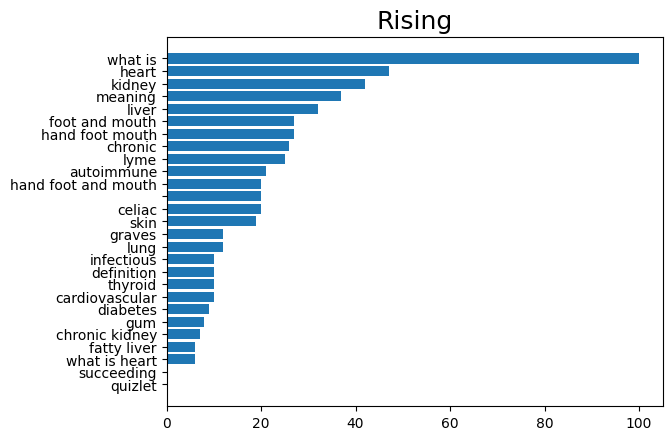 Rising
what is
heart
kidney
meaning
liver
foot and mouth
hand foot mouth
chronic
lyme
autoimmune
hand foot and mouth
celiac
skin
graves
lung
infectious
definition
thyroid
cardiovascular
diabetes
gum
chronic kidney
fatty liver
what is heart
succeeding
quizlet
0 20 40 60 80 100